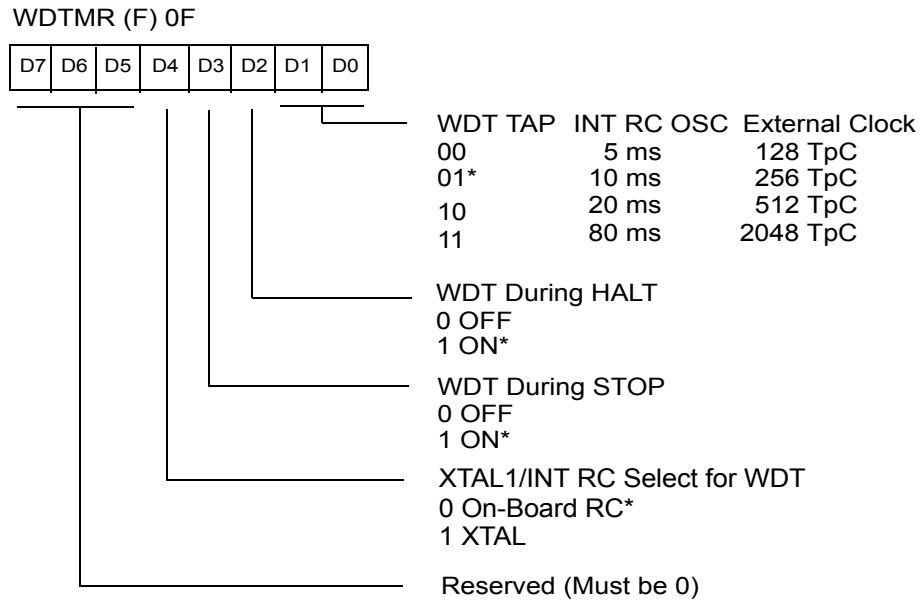 WDTMR (F) 0F
D7 D6 D5 D4 D3 D2 D1 D0
WDT TAP INT RC OSC External Clock
00 5 ms 128 TpC
01* 10 ms 256 TpC
10 20 ms 512 TpC
11 80 ms 2048 TpC
WDT During HALT
0 OFF
1 ON*
WDT During STOP
0 OFF
1 ON*
XTAL1/INT RC Select for WDT
0 On-Board RC*
1 XTAL
Reserved (Must be 0)